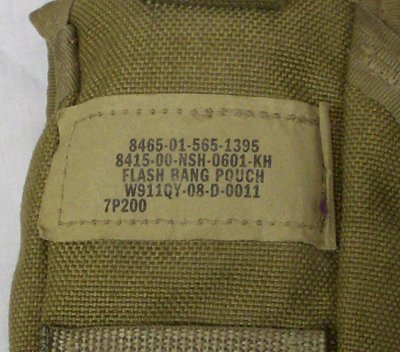 8465-01-565-1395
8415-00-NSH-0601-KH
FLASH BANG POUCH
W911QY-08-D-0011
7P200